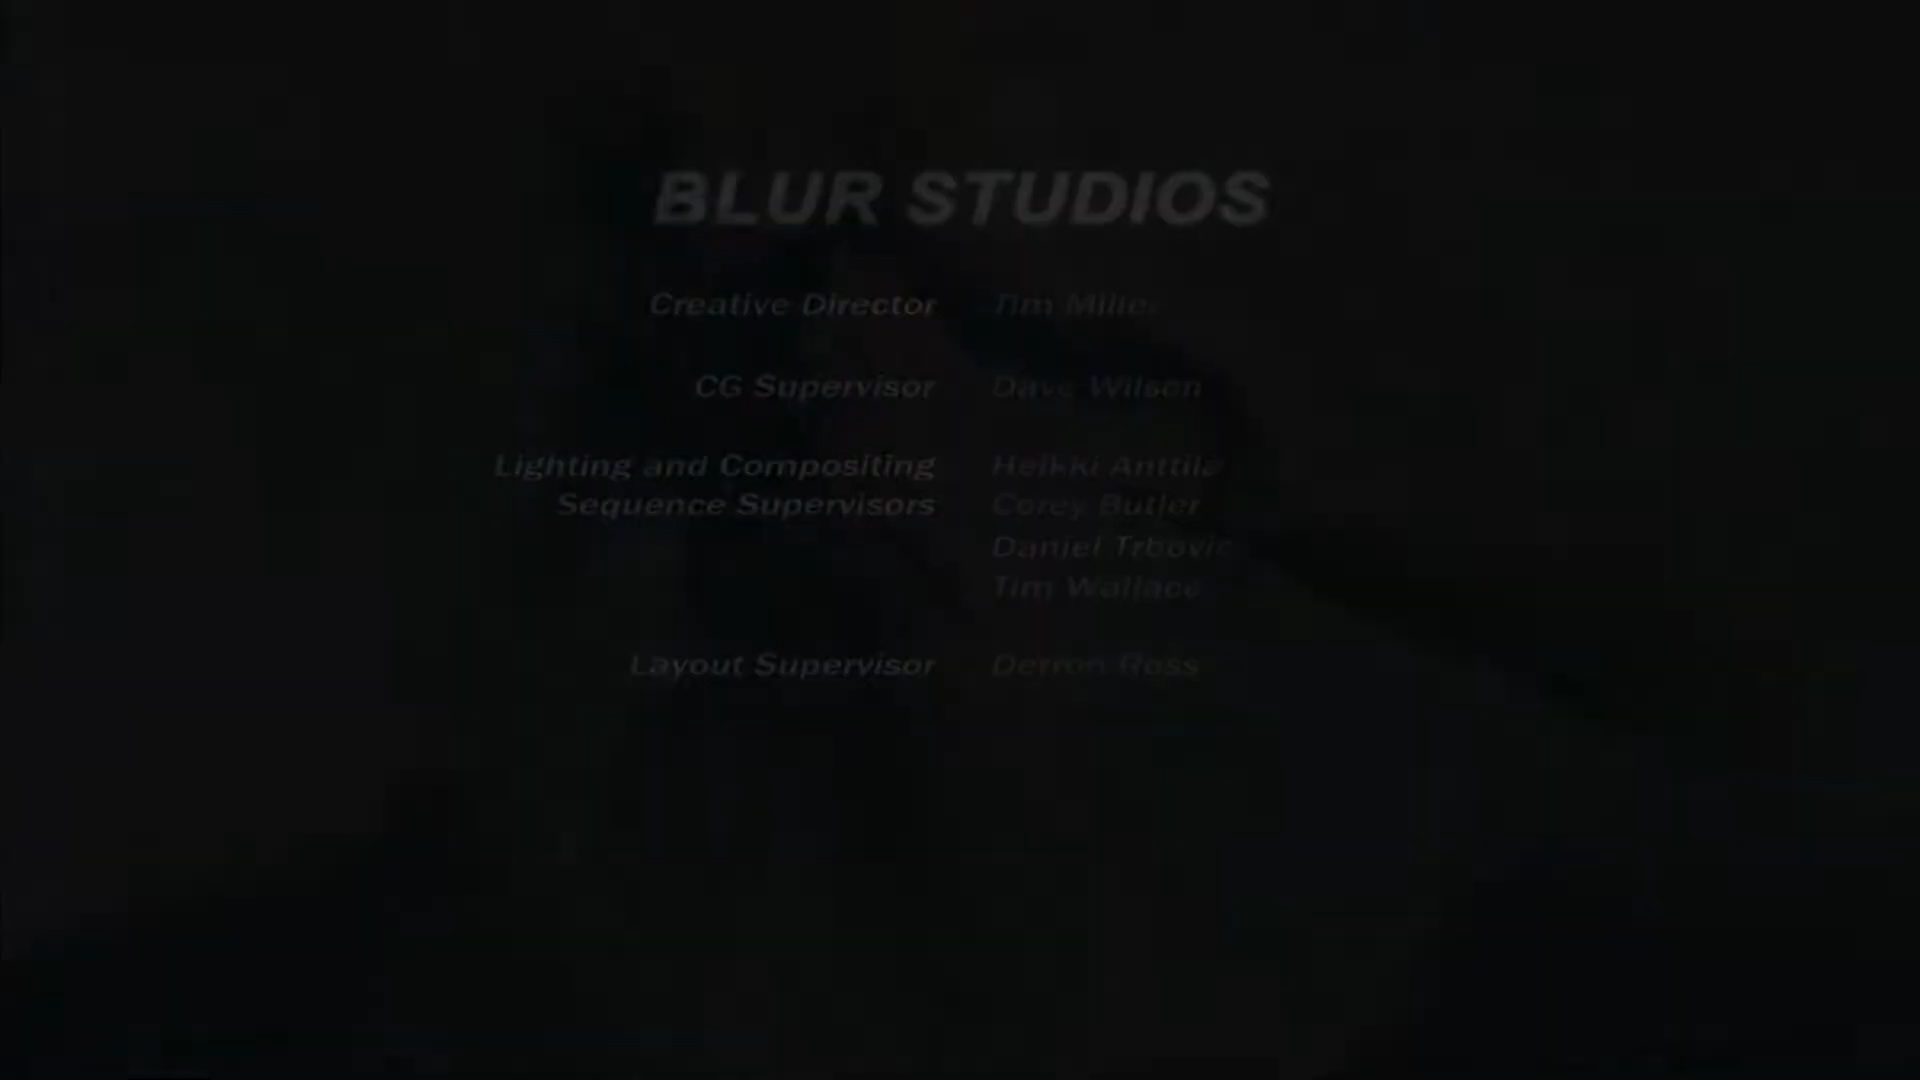 BLUR STUDIOS
Creative Director Tim Miller
CG Supervisor Dave Wilson
Lighting and Compositing Heikki Anttila
Sequence Supervisors Corey Butler
Daniel Trbovic
Tim Wallace
Layout Supervisor Derron Ross